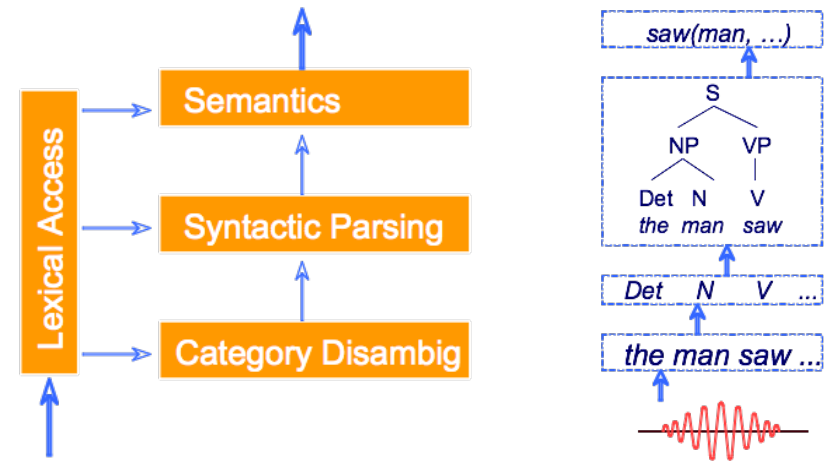 Lexical Access
Semantics
Syntactic Parsing
Category Disambig
saw(man, …)
S
NP VP
Det N V
the man saw
Det N V ...
the man saw ...